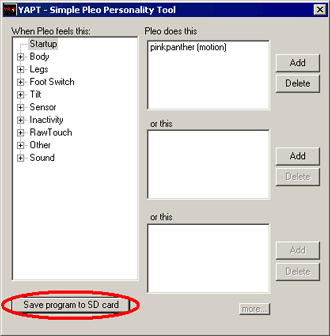 YAPT - Simple Pleo Personality Tool
When Pleo feels this:
Startup
Body
Legs
Foot Switch
Tilt
Sensor
Inactivity
RawTouch
Other
Sound
Save program to SD card
Pleo does this
pinkpanther (motion)
Add
Delete
or this
Add
Delete
or this
Add
Delete
more...